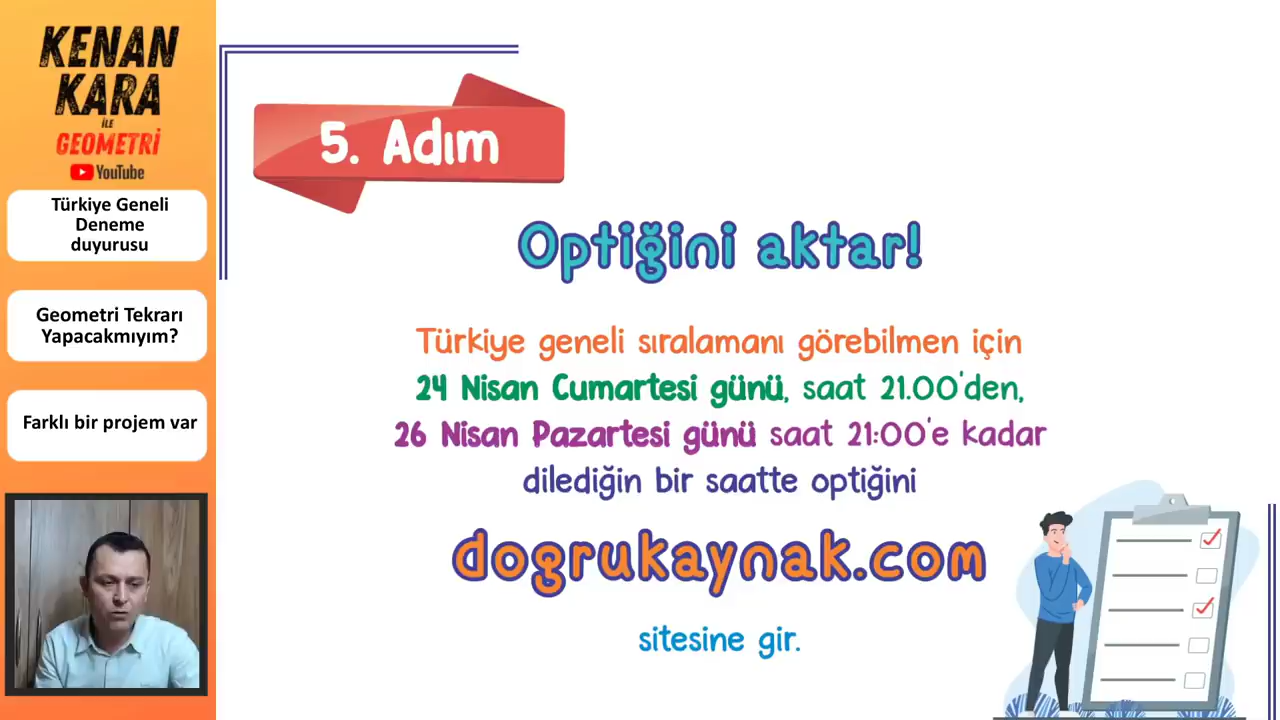 KENAN
KARA
İLE
GEOMETRİ
YouTube
Türkiye Geneli
Deneme
duyurusu
Geometri Tekrarı
Yapacakmıyım?
Farklı bir projem var
5. Adım
Optiğini aktar!
Türkiye geneli sıralamanı görebilmen için
24 Nisan Cumartesi günü, saat 21.00'den,
26 Nisan Pazartesi günü saat 21:00'e kadar
dilediğin bir saatte optiğini
dogrukaynak.com
sitesine gir.